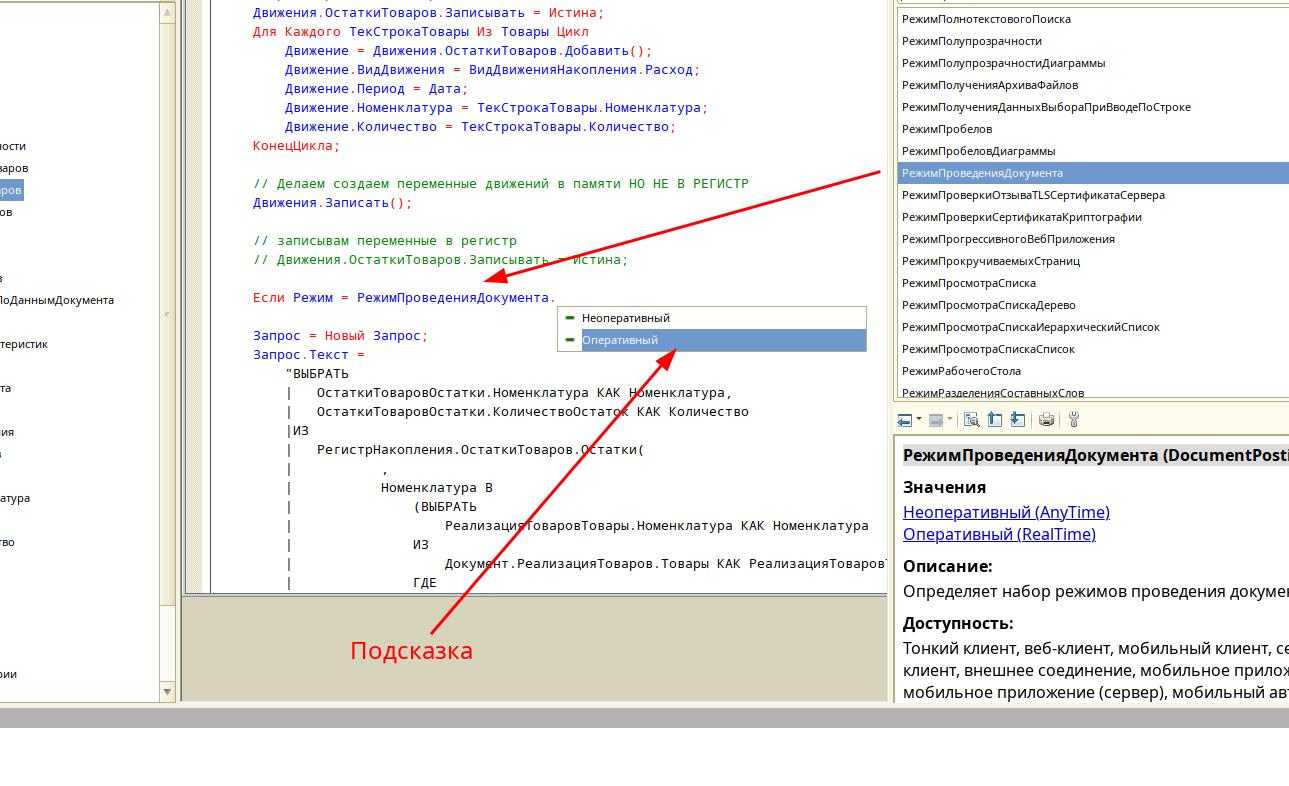 ности
варов
ров
ов
в
ПоДаннымДокумента
теристик
та
ия
атура
тво
рии
Движения.ОстаткиТоваров.Записывать = Истина;
Для Каждого ТекСтрокаТовары Из Товары Цикл
Движение = Движения.ОстаткиТоваров.Добавить();
Движение.ВидДвижения = ВидДвиженияНакопления.Расход;
Движение.Период = Дата;
Движение.Номенклатура = ТекСтрокаТовары.Номенклатура;
Движение.Количество = ТекСтрокаТовары.Количество;
КонецЦикла;
// Делаем создаем переменные движений в памяти НО НЕ В РЕГИСТР
Движения.Записать();
// записывам переменные в регистр
// Движения.ОстаткиТоваров.Записывать = Истина;
Если Режим = РежимПроведенияДокумента.
Неоперативный
Оперативный
Запрос = Новый Запрос;
Запрос.Текст =
"ВЫБРАТЬ
| ОстаткиТоваровОстатки.Номенклатура КАК Номенклатура,
| ОстаткиТоваровОстатки.КоличествоОстаток КАК Количество
|ИЗ
| РегистрНакопления.ОстаткиТоваров.Остатки(
| ,
| Номенклатура В
| (ВЫБРАТЬ
| РеализацияТоваровТовары.Номенклатура КАК Номенклатура
| ИЗ
| Документ.РеализацияТоваров.Товары КАК РеализацияТоваровТ
| ГДЕ
Подсказка
РежимПолнотекстовогоПоиска
РежимПолупрозрачности
РежимПолупрозрачностиДиаграммы
РежимПолученияАрхиваФайлов
РежимПолученияДанныхВыбораПриВводеПоСтроке
РежимПробелов
РежимПробеловДиаграммы
РежимПроведенияДокумента
РежимПроверкиОтзываTLSСертификатаСервера
РежимПроверкиСертификатаКриптографии
РежимПрогрессивногоВебПриложения
РежимПрокручиваемыхСтраниц
РежимПросмотраСписка
РежимПросмотраСпискаДерево
РежимПросмотраСпискаИерархическийСписок
РежимПросмотраСпискаСписок
РежимРабочегоСтола
РежимРазделенияСоставныхСлов
РежимПроведенияДокумента (DocumentPosti
Значения
Неоперативный (AnyTime)
Оперативный (RealTime)
Описание:
Определяет набор режимов проведения докумен
Доступность:
Тонкий клиент, веб-клиент, мобильный клиент, се
клиент, внешнее соединение, мобильное прилож
мобильное приложение (сервер), мобильный авт